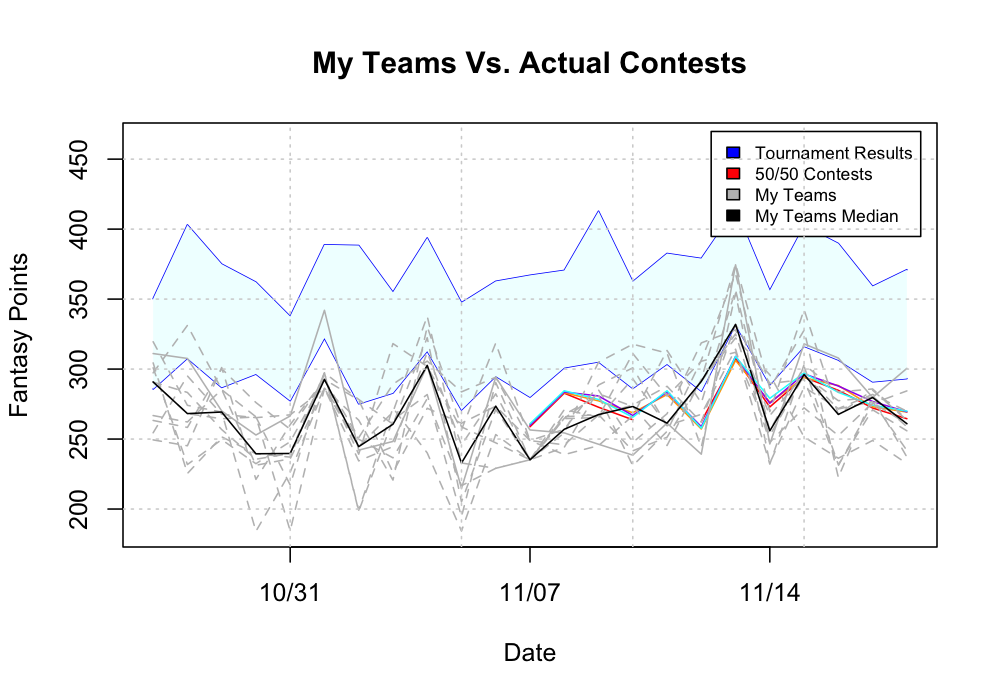 My Teams Vs. Actual Contests
450
400
350
300
250
200
Fantasy Points
Tournament Results
50/50 Contests
My Teams
My Teams Median
10/31
11/07
11/14
Date